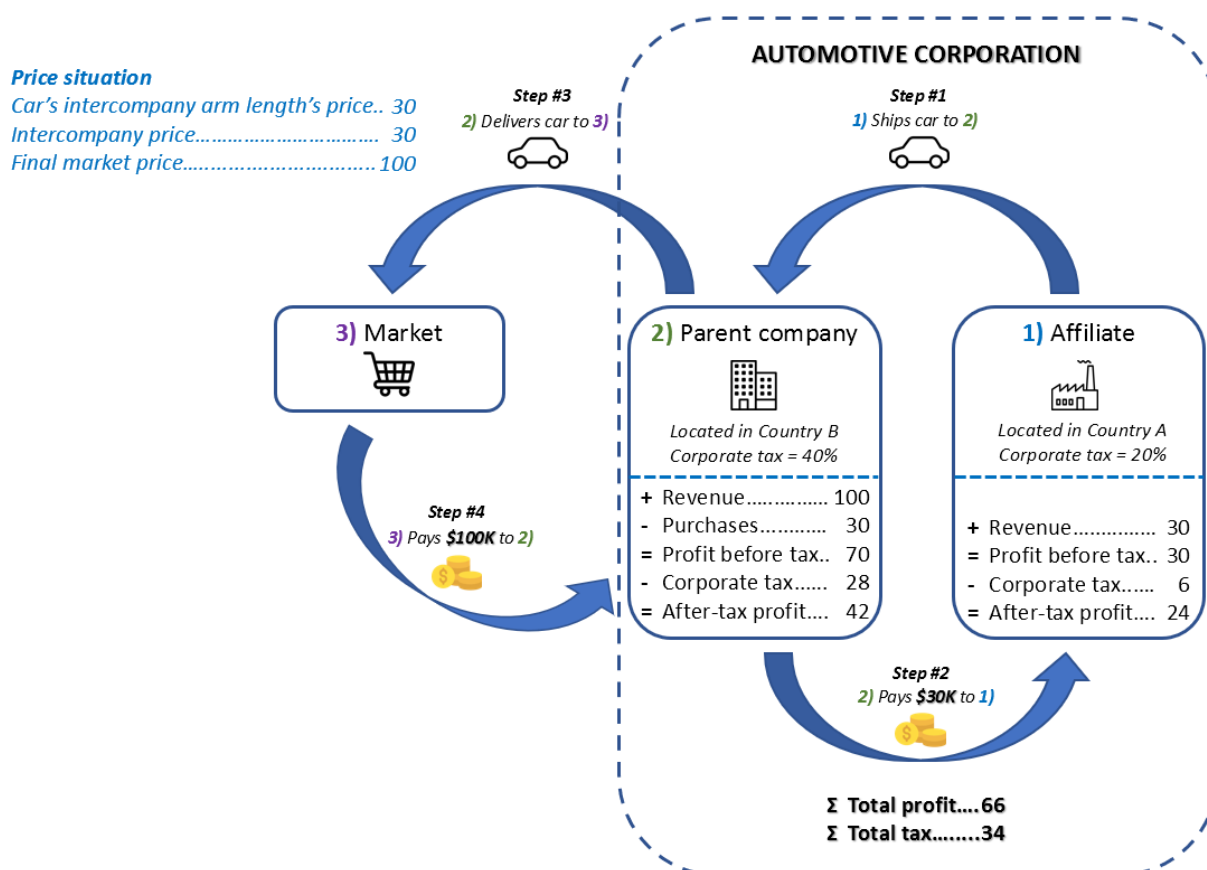 AUTOMOTIVE CORPORATION
Price situation
Car's intercompany arm length's price.. 30
Intercompany price................................ 30
Final market price.................................. 100
Step #3
2) Delivers car to 3)
Step #1
1) Ships car to 2)
3) Market
2) Parent company
Located in Country B
Corporate tax = 40%
+ Revenue............... 100
- Purchases............ 30
= Profit before tax.. 70
- Corporate tax...... 28
= After-tax profit.... 42
1) Affiliate
Located in Country A
Corporate tax = 20%
+ Revenue............... 30
= Profit before tax.. 30
- Corporate tax....... 6
= After-tax profit.... 24
Step #4
3) Pays $100K to 2)
$
Step #2
2) Pays $30K to 1)
$
Σ Total profit....66
Σ Total tax........34